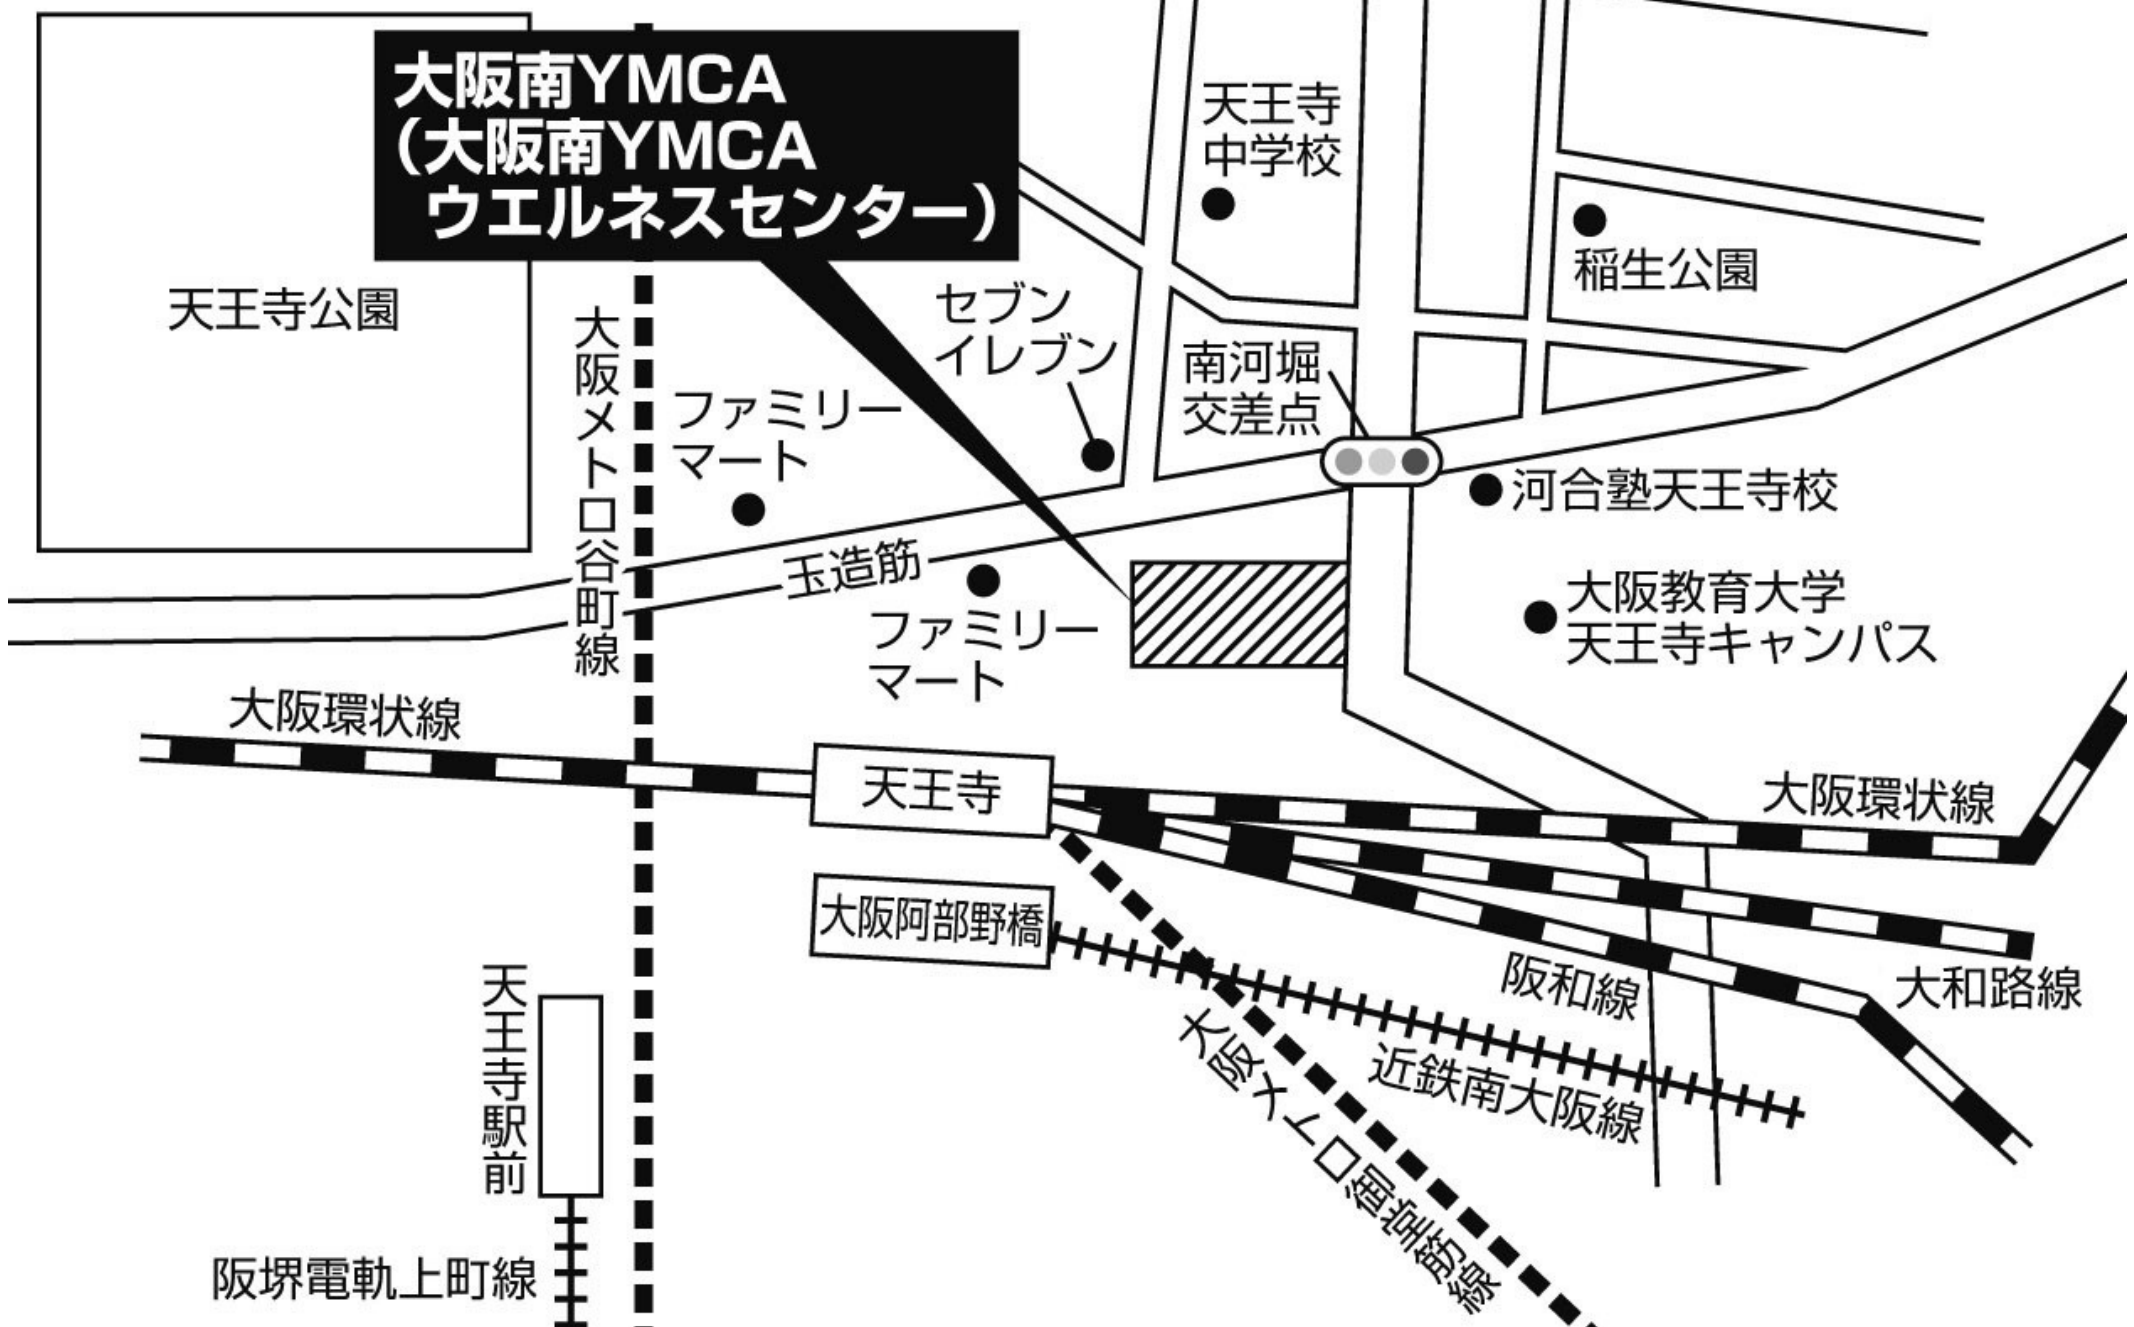 大阪南YMCA
（大阪南YMCA
ウエルネスセンター）
天王寺
中学校
稲生公園
天王寺公園
セブン
イレブン
大阪メトロ谷町線
南河堀
交差点
ファミリー
マート
河合塾天王寺校
玉造筋
ファミリー
マート
大阪教育大学
天王寺キャンパス
大阪環状線
天王寺
大阪環状線
大阪阿部野橋
阪和線
大和路線
天王寺駅前
近鉄南大阪線
大阪メトロ御堂筋線
阪堺電軌上町線